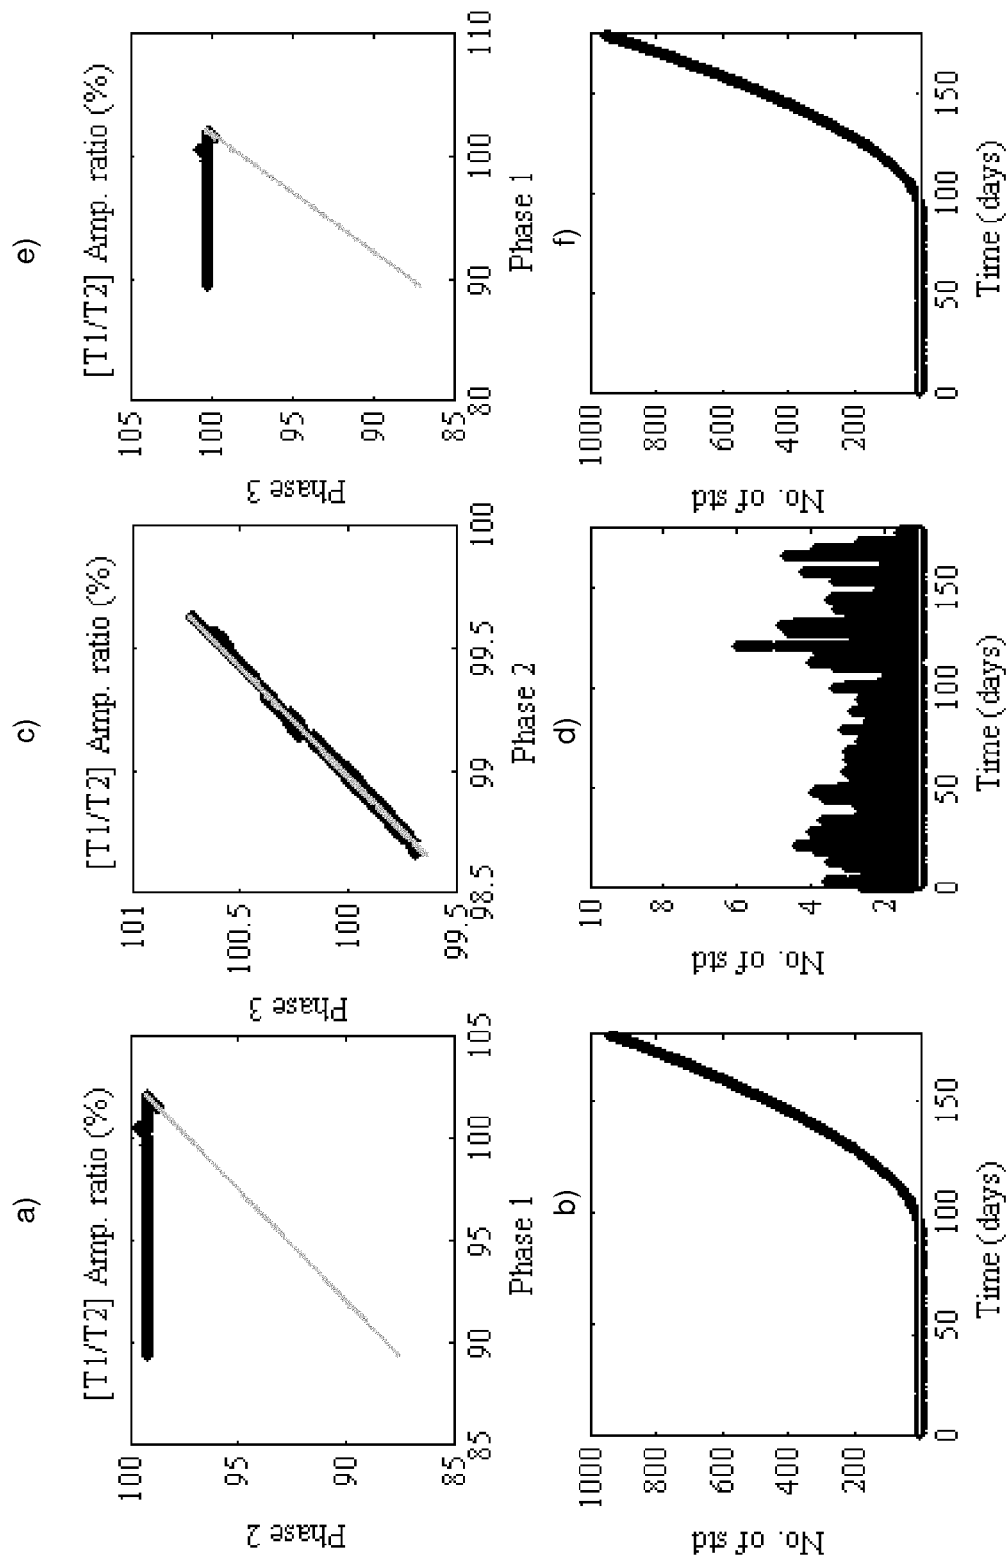 a)
[T1/T2] Amp. ratio (%)
Phase 2
100
95
90
85
85
90
95
100
105
Phase 1
c)
[T1/T2] Amp. ratio (%)
Phase 3
101
100.5
100
99.5
98.5
99
99.5
100
Phase 2
e)
[T1/T2] Amp. ratio (%)
Phase 3
105
100
95
90
85
80
90
100
110
Phase 1
b)
No. of std
1000
800
600
400
200
0
50
100
150
Time (days)
d)
No. of std
10
8
6
4
2
0
50
100
150
Time (days)
f)
No. of std
1000
800
600
400
200
0
50
100
150
Time (days)